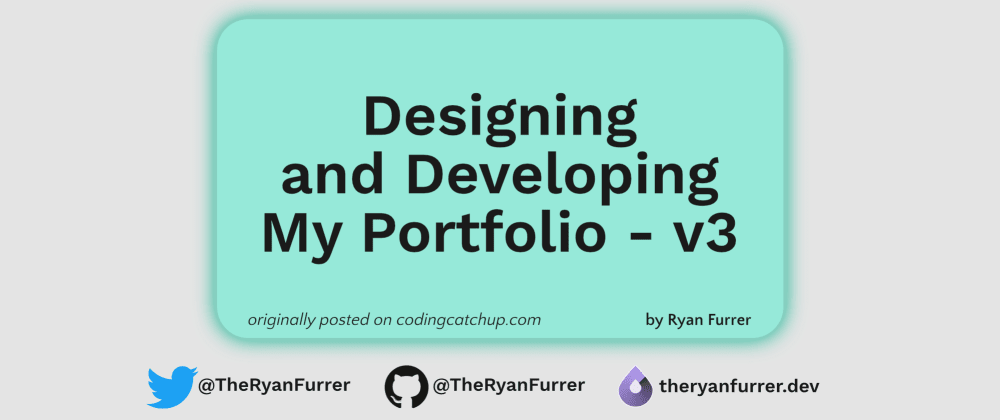 Designing
and Developing
My Portfolio - v3
originally posted on codingcatchup.com by Ryan Furrer
@TheRyanFurrer @TheRyanFurrer theryanfurrer.dev